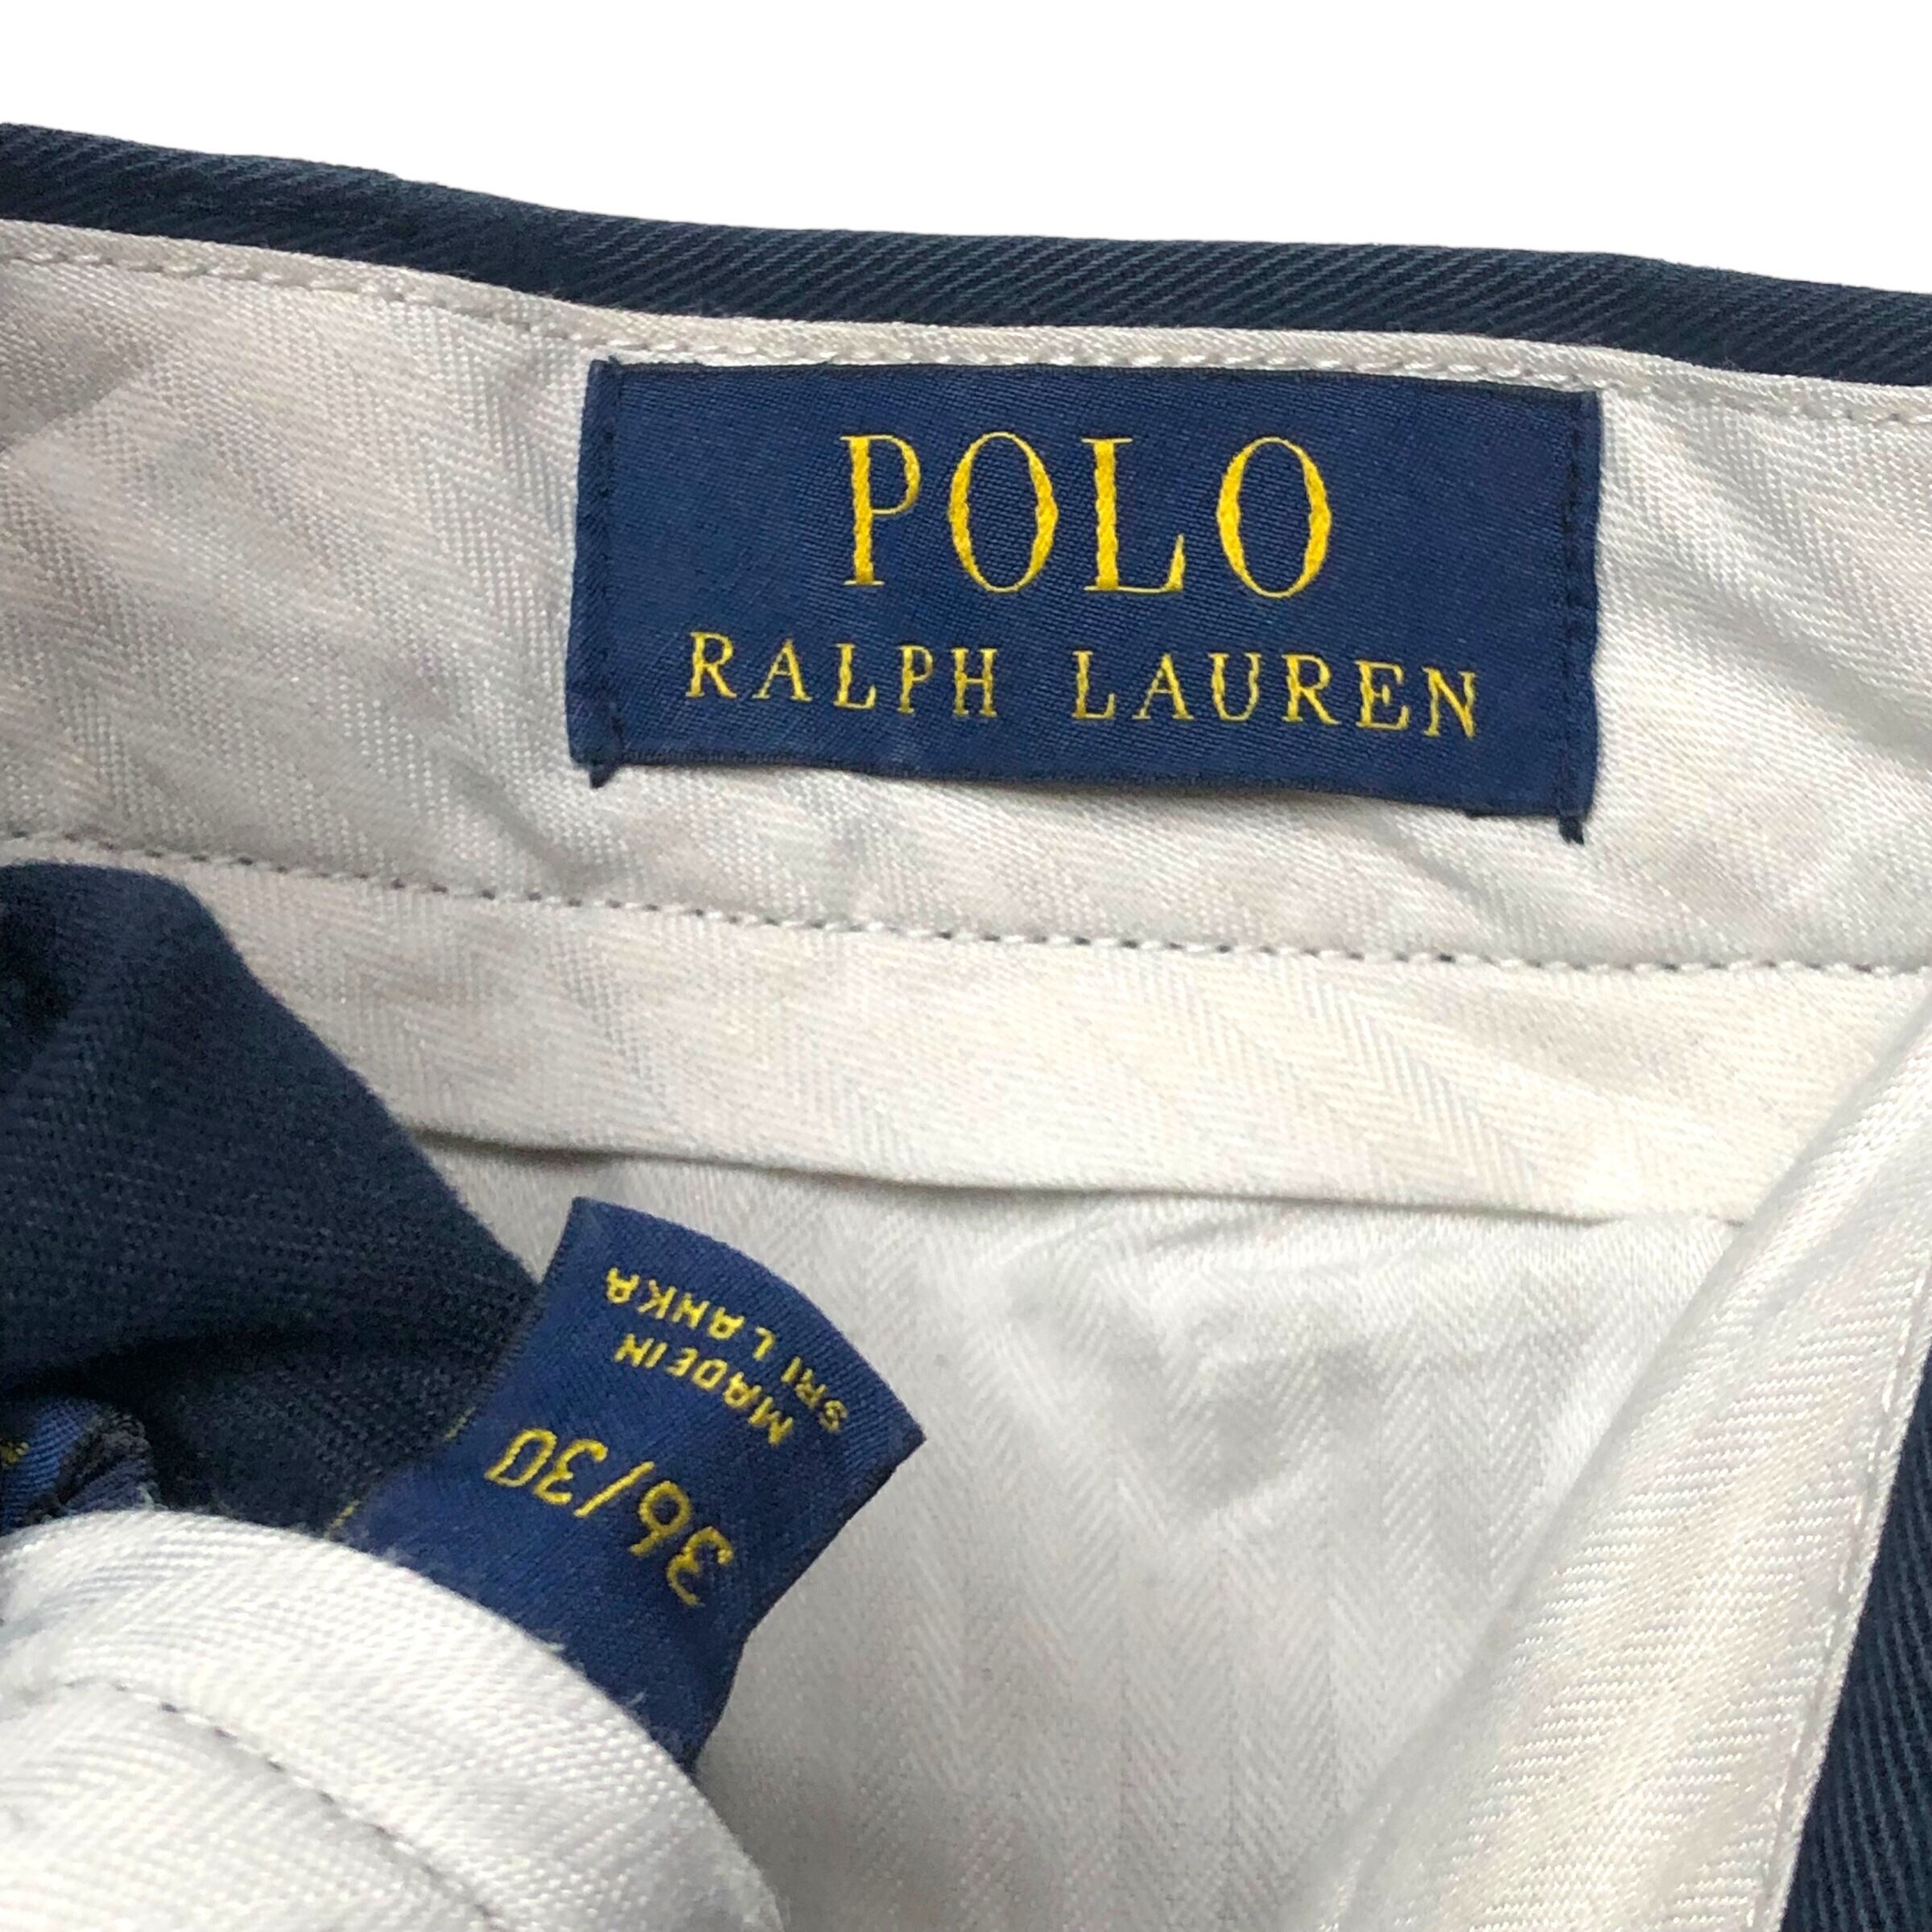 POLO
RALPH LAUREN
36/30
MADE IN
SRI LANKA